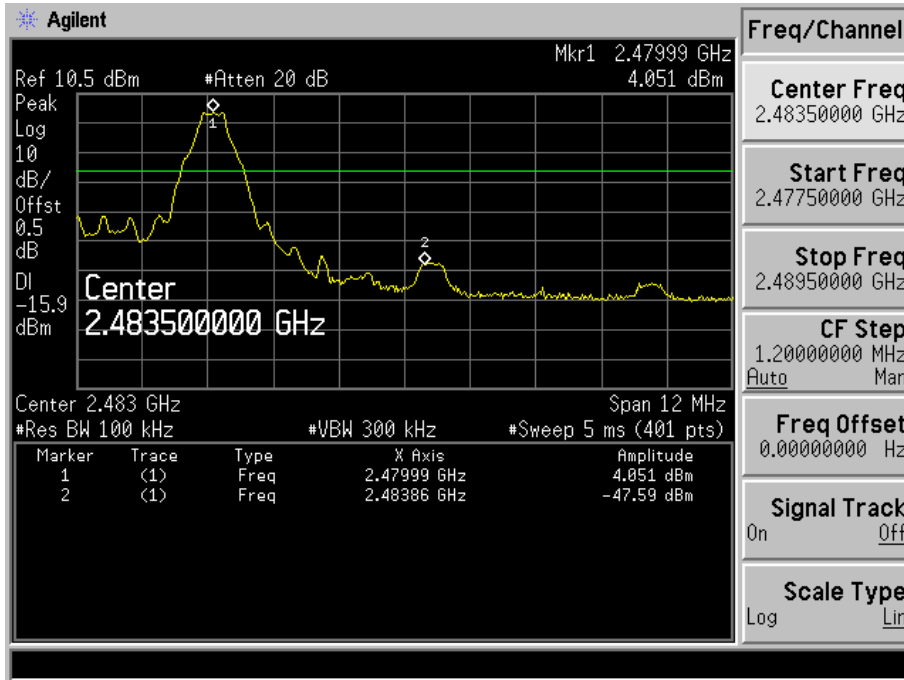 Agilent
Freq/Channel
Mkr1 2.47999 GHz
Ref 10.5 dBm #Atten 20 dB 4.051 dBm
Peak
Log
10
dB/
Offst
0.5
dB
DI
-15.9
dBm
1
2
Center
2.483500000 GHz
Center 2.483 GHz Span 12 MHz
#Res BW 100 kHz #VBW 300 kHz #Sweep 5 ms (401 pts)
Marker Trace Type X Axis Amplitude
1 (1) Freq 2.47999 GHz 4.051 dBm
2 (1) Freq 2.48386 GHz -47.59 dBm
Center Freq
2.48350000 GHz
Start Freq
2.47750000 GHz
Stop Freq
2.48950000 GHz
CF Step
1.20000000 MHz
Auto Man
Freq Offset
0.00000000 Hz
Signal Track
On Off
Scale Type
Log Lin